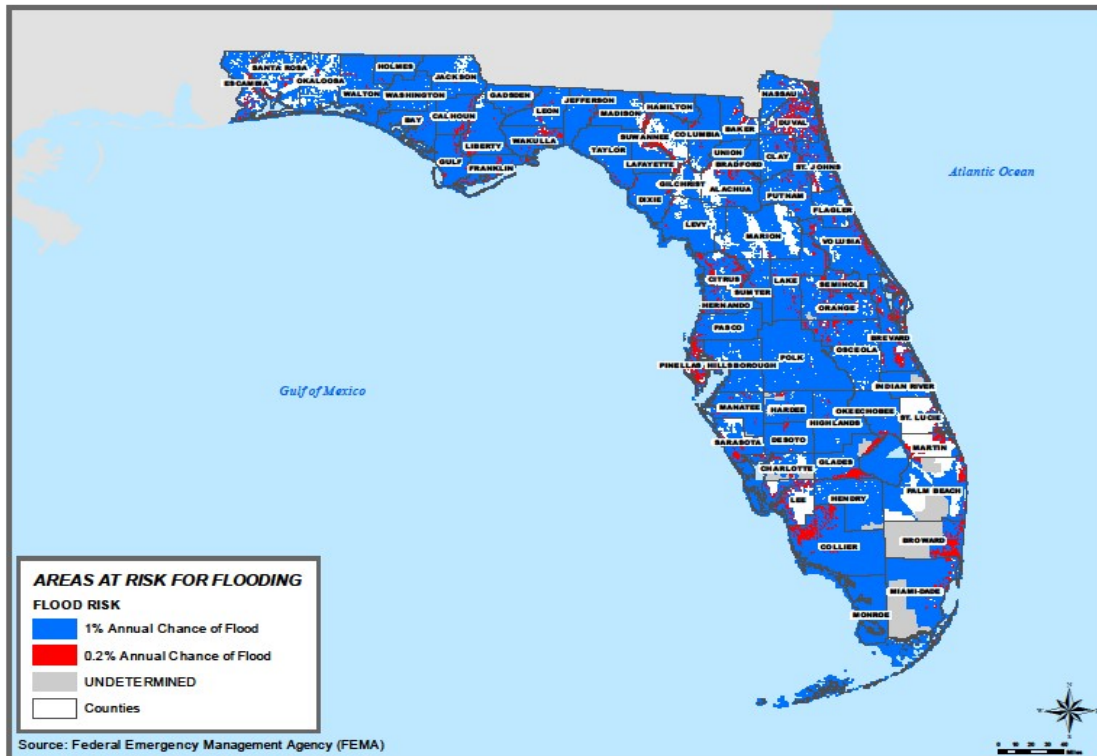 SANTA ROSA
HOLMES
JACKSON
ESCAMBIA
OKALOOSA
WALTON
WASHINGTON
GADSDEN
BAY
CALHOUN
LEON
JEFFERSON
MADISON
HAMILTON
NASSAU
DUVAL
LIBERTY
WAKULLA
SUWANNEE
COLUMBIA
BAKER
GULF
FRANKLIN
TAYLOR
LAFAYETTE
UNION
BRADFORD
CLAY
ST. JOHNS
Atlantic Ocean
DIXIE
GILCHRIST
ALACHUA
PUTNAM
FLAGLER
LEVY
MARION
VOLUSIA
CITRUS
SUMTER
LAKE
SEMINOLE
HERNANDO
ORANGE
PASCO
BREVARD
OSCEOLA
PINELLAS
HILLSBOROUGH
POLK
Gulf of Mexico
INDIAN RIVER
MANATEE
HARDEE
OKEECHOBEE
HIGHLANDS
ST. LUCIE
SARASOTA
DESOTO
MARTIN
CHARLOTTE
GLADES
LEE
HENDRY
PALM BEACH
COLLIER
BROWARD
MIAMI-DADE
MONROE
AREAS AT RISK FOR FLOODING
FLOOD RISK
1% Annual Chance of Flood
0.2% Annual Chance of Flood
UNDETERMINED
Counties
Source: Federal Emergency Management Agency (FEMA)